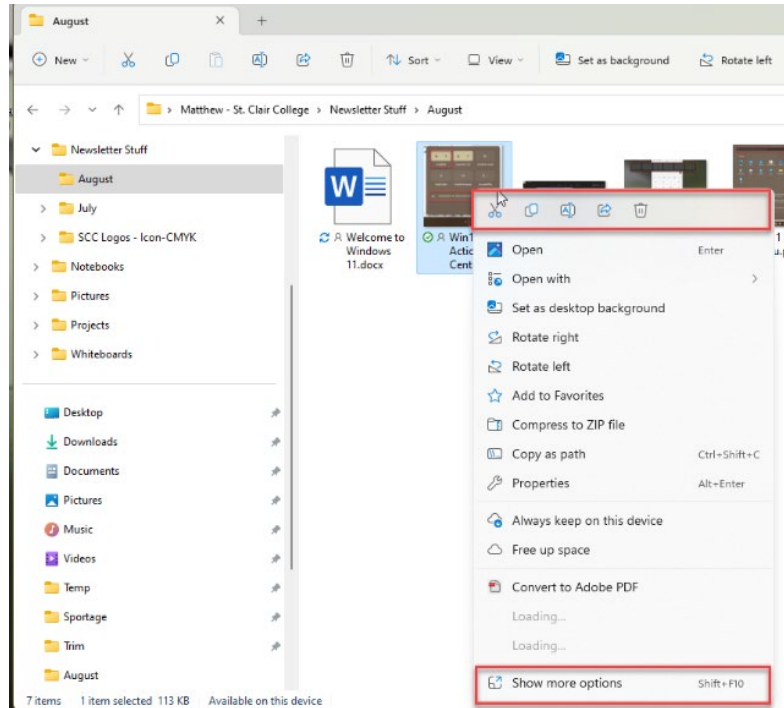 August
New
Sort
View
Set as background
Rotate left
Matthew - St. Clair College > Newsletter Stuff > August
Newsletter Stuff
August
July
SCC Logos - Icon-CMYK
Notebooks
Pictures
Projects
Whiteboards
Desktop
Downloads
Documents
Pictures
Music
Videos
Temp
Sportage
Trim
August
Welcome to
Windows
11.docx
Win1
Actio
Cent
1
Open Enter
Open with
Set as desktop background
Rotate right
Rotate left
Add to Favorites
Compress to ZIP file
Copy as path Ctrl+Shift+C
Properties Alt+Enter
Always keep on this device
Free up space
Convert to Adobe PDF
Loading...
Loading...
Show more options Shift+F10
7 items 1 item selected 113 KB Available on this device